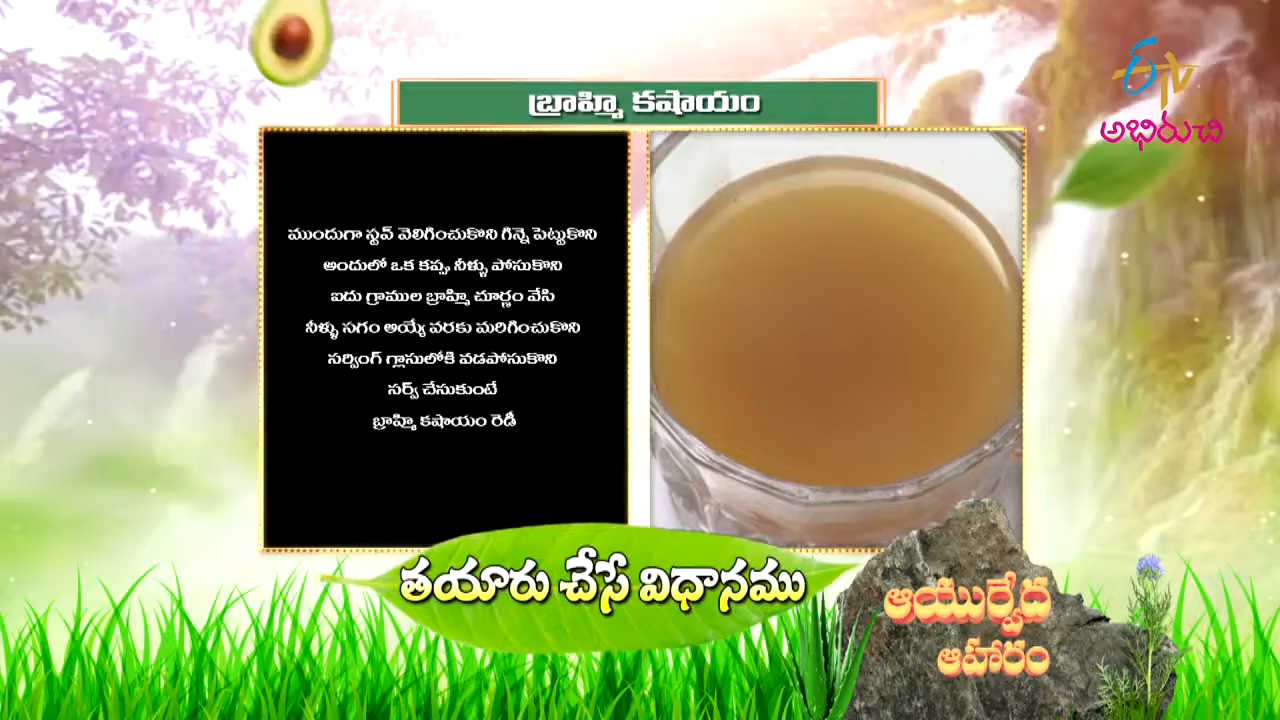 బ్రాహ్మి కషాయం
ETV
అభిరుచి
ముందుగా స్టవ్ వెలిగించుకొని గిన్నె పెట్టుకొని
అందులో ఒక కప్పు నీళ్ళు పోసుకొని
ఐదు గ్రాముల బ్రాహ్మి చూర్ణం వేసి
నీళ్ళు సగం అయ్యే వరకు మరిగించుకొని
సర్వింగ్ గ్లాసులోకి వడపోసుకొని
సర్వ్ చేసుకుంటే
బ్రాహ్మి కషాయం రెడీ
తయారు చేసే విధానము
ఆయుర్వేద
ఆహారం